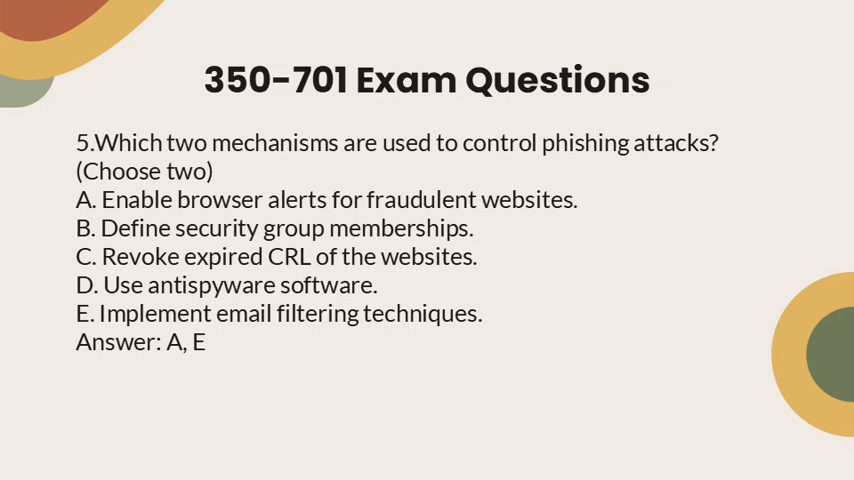 350-701 Exam Questions
5.Which two mechanisms are used to control phishing attacks?
(Choose two)
A. Enable browser alerts for fraudulent websites.
B. Define security group memberships.
C. Revoke expired CRL of the websites.
D. Use antispyware software.
E. Implement email filtering techniques.
Answer: A, E